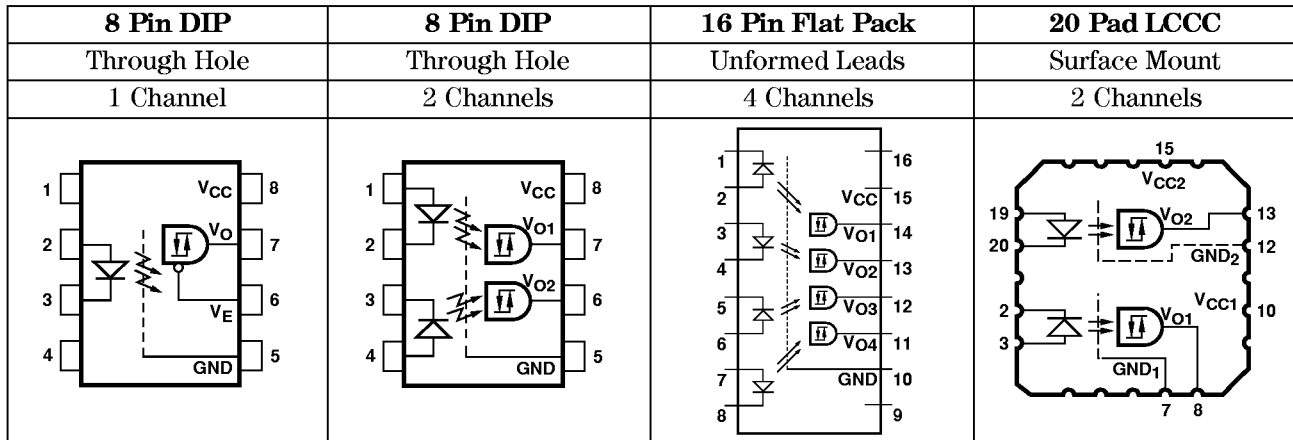 8 Pin DIP
8 Pin DIP
16 Pin Flat Pack
20 Pad LCCC
Through Hole
Through Hole
Unformed Leads
Surface Mount
1 Channel
2 Channels
4 Channels
2 Channels
1
2
3
4
VCC
VO
VE
GND
8
7
6
5
1
2
3
4
VCC
VO1
VO2
GND
8
7
6
5
1
2
3
4
5
6
7
8
VCC
VO1
VO2
VO3
VO4
GND
16
15
14
13
12
11
10
9
15
VCC2
19
20
VO2
13
12
GND2
VCC1
10
2
3
VO1
GND1
7 8